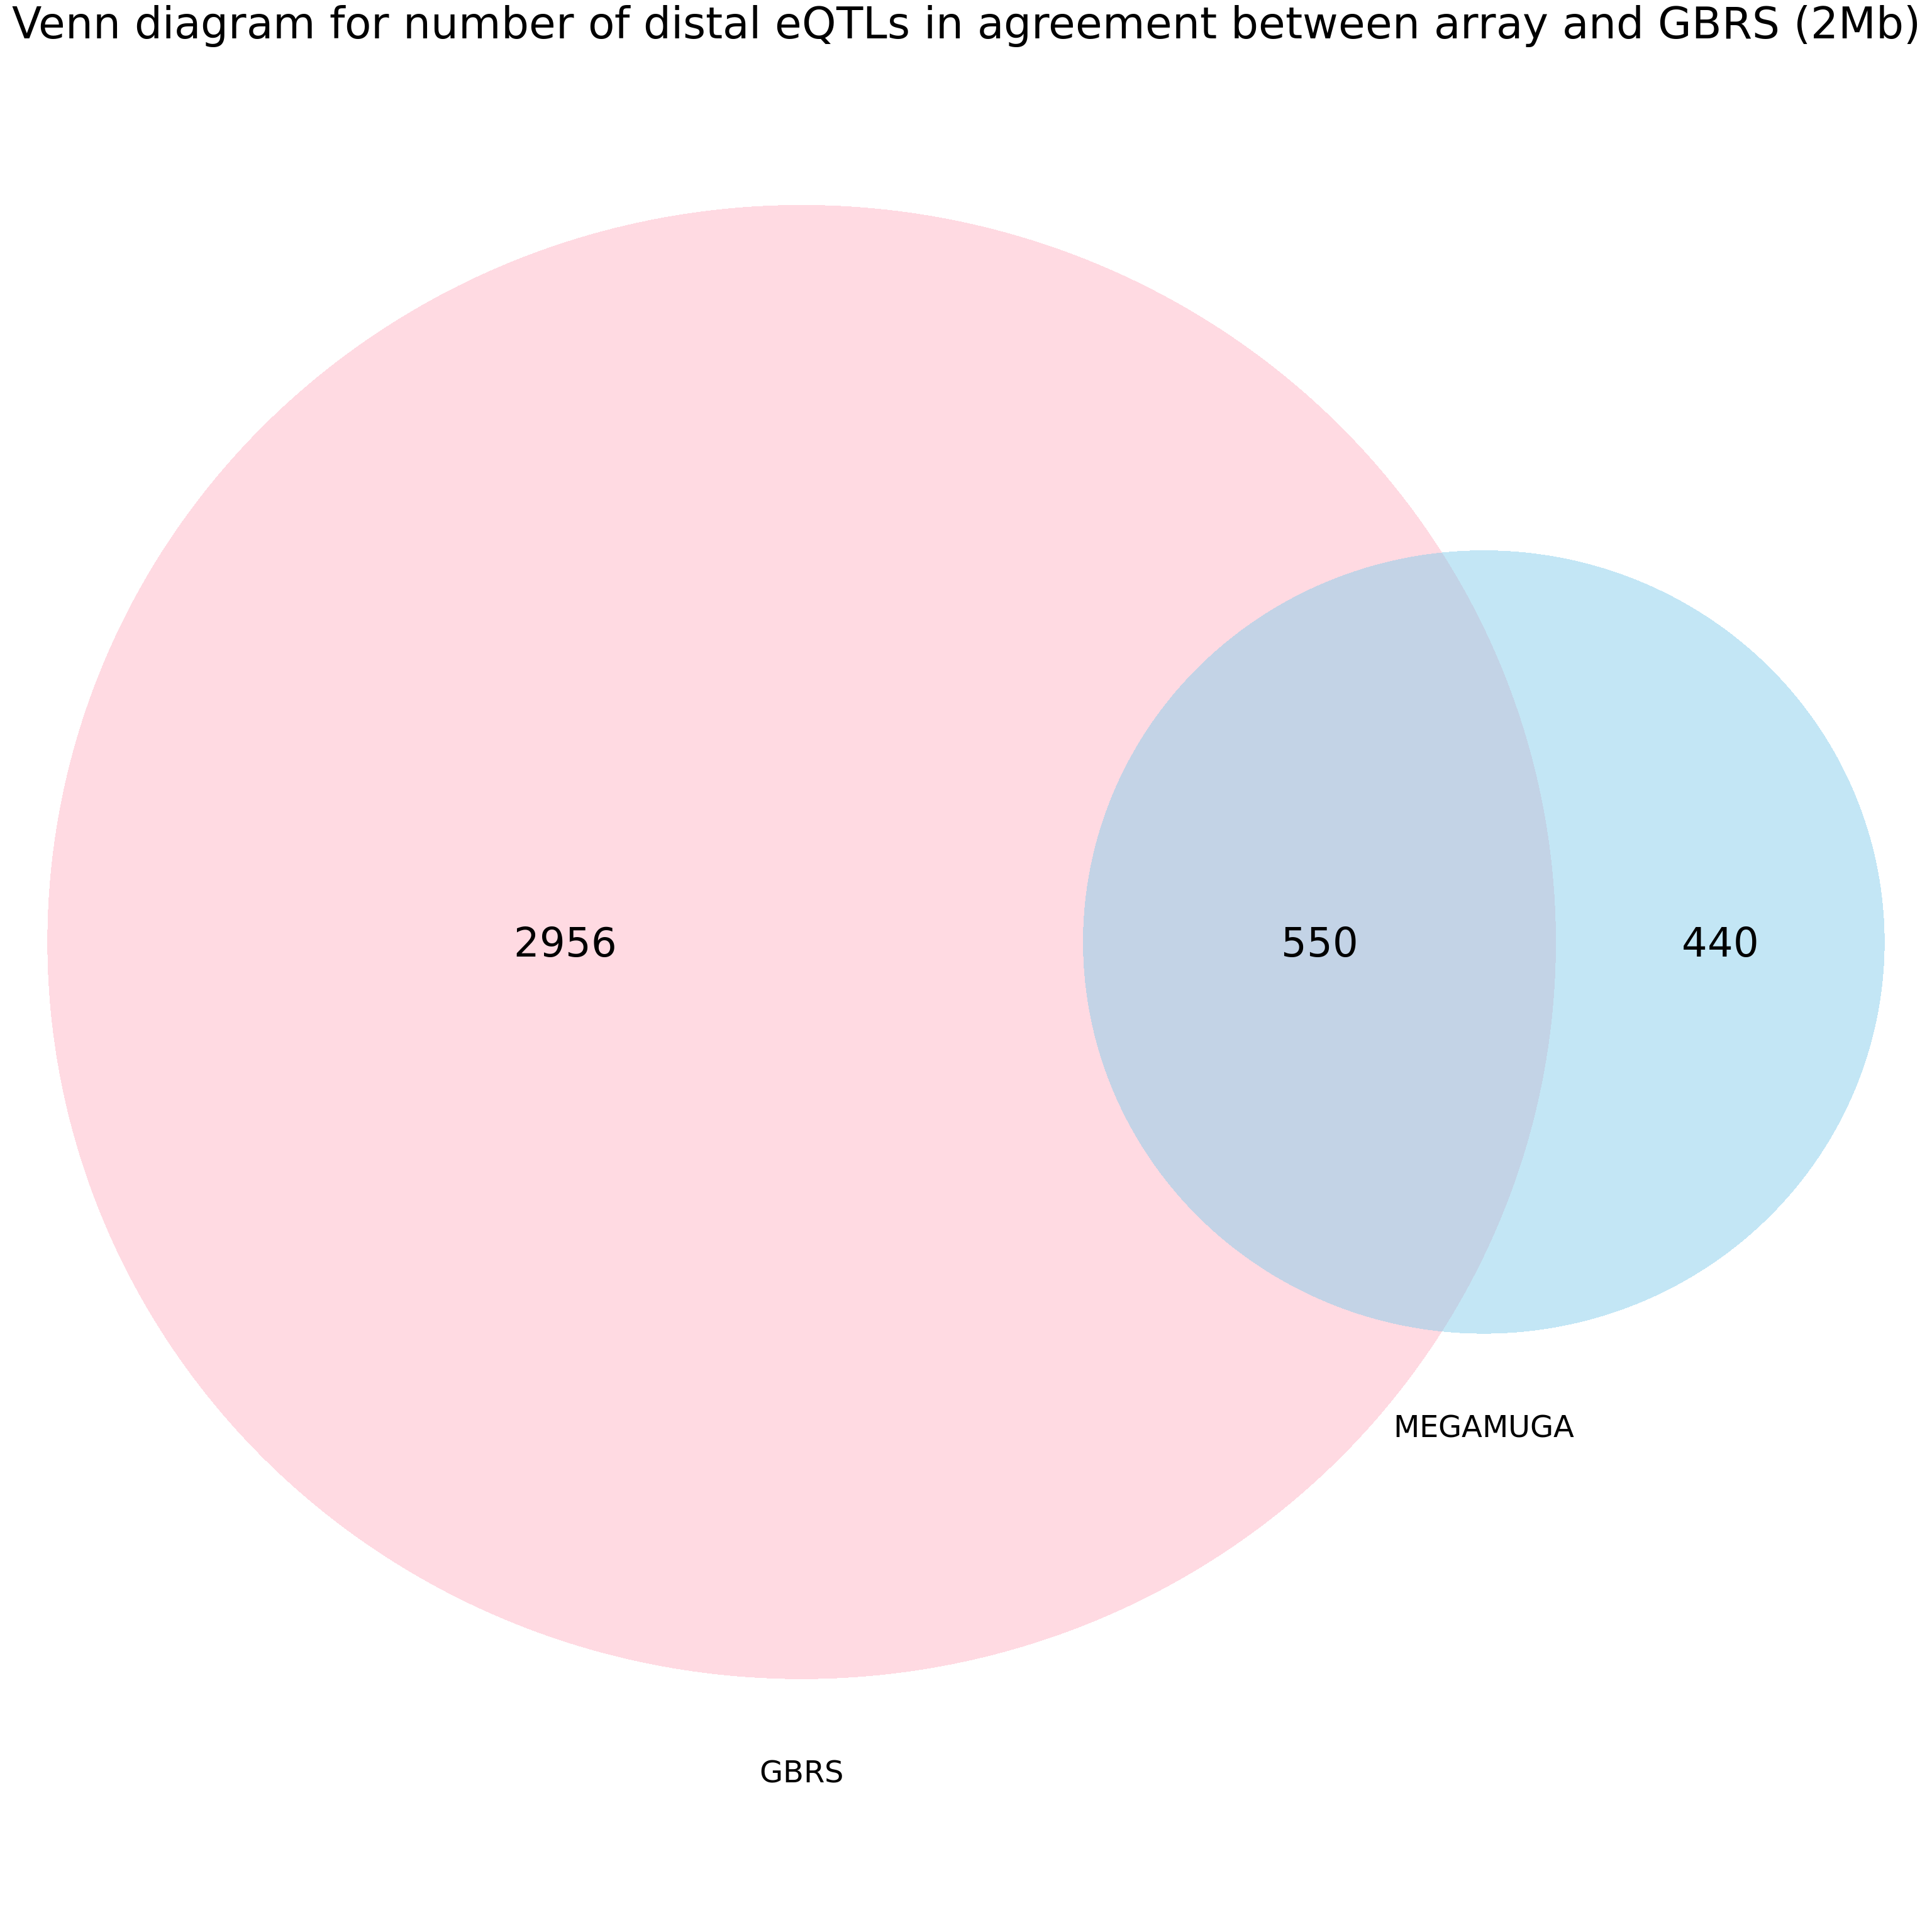 Venn diagram for number of distal eQTLs in agreement between array and GBRS (2Mb)
2956 550 440
MEGAMUGA
GBRS